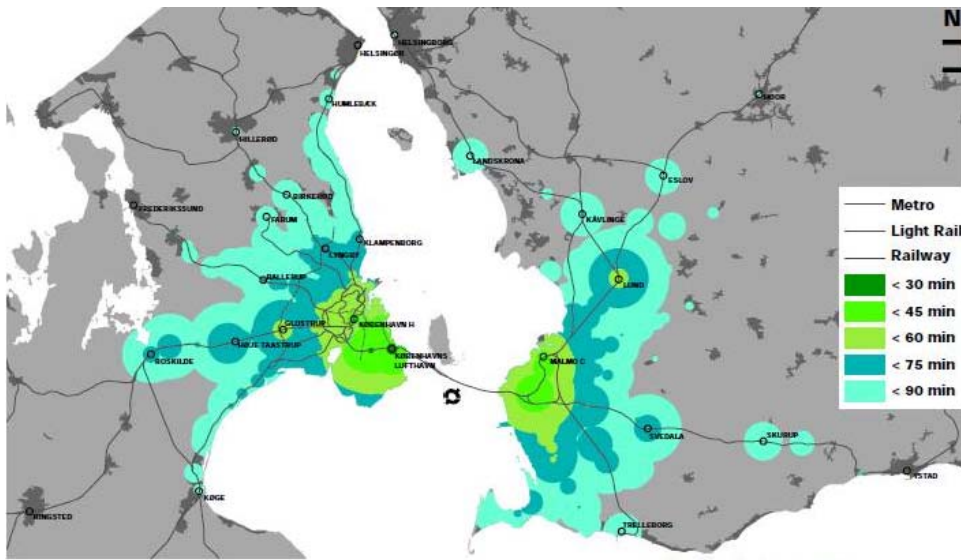 N
HELSINGBORG
HELSINGØR
HUMLEBÆK
HÖÖR
HILLERØD
LANDSKRONA
ESLÖV
BIRKERØD
FREDERIKSSUND
FARUM
KÄVLINGE
KLAMPENBORG
LYNGBY
BALLERUP
LUND
GLOSTRUP
KØBENHAVN H
HØJE TAASTRUP
ROSKILDE
KØBENHAVNS
LUFTHAVN
MALMÖ C
SVEDALA
SKURUP
YSTAD
KØGE
RINGSTED
TRELLEBORG
Metro
Light Rail
Railway
< 30 min
< 45 min
< 60 min
< 75 min
< 90 min